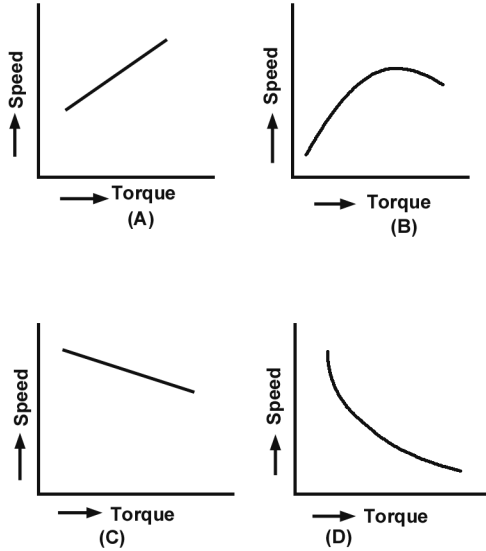 Speed
Torque
(A)
Speed
Torque
(B)
Speed
Torque
(C)
Speed
Torque
(D)